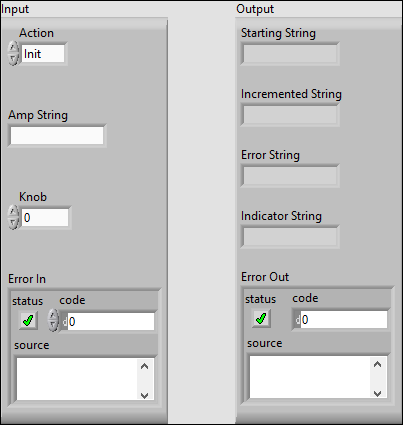 Input
Action
Init
Amp String
Knob
0
Error In
status code
d 0
source
Output
Starting String
Incremented String
Error String
Indicator String
Error Out
status code
d 0
source